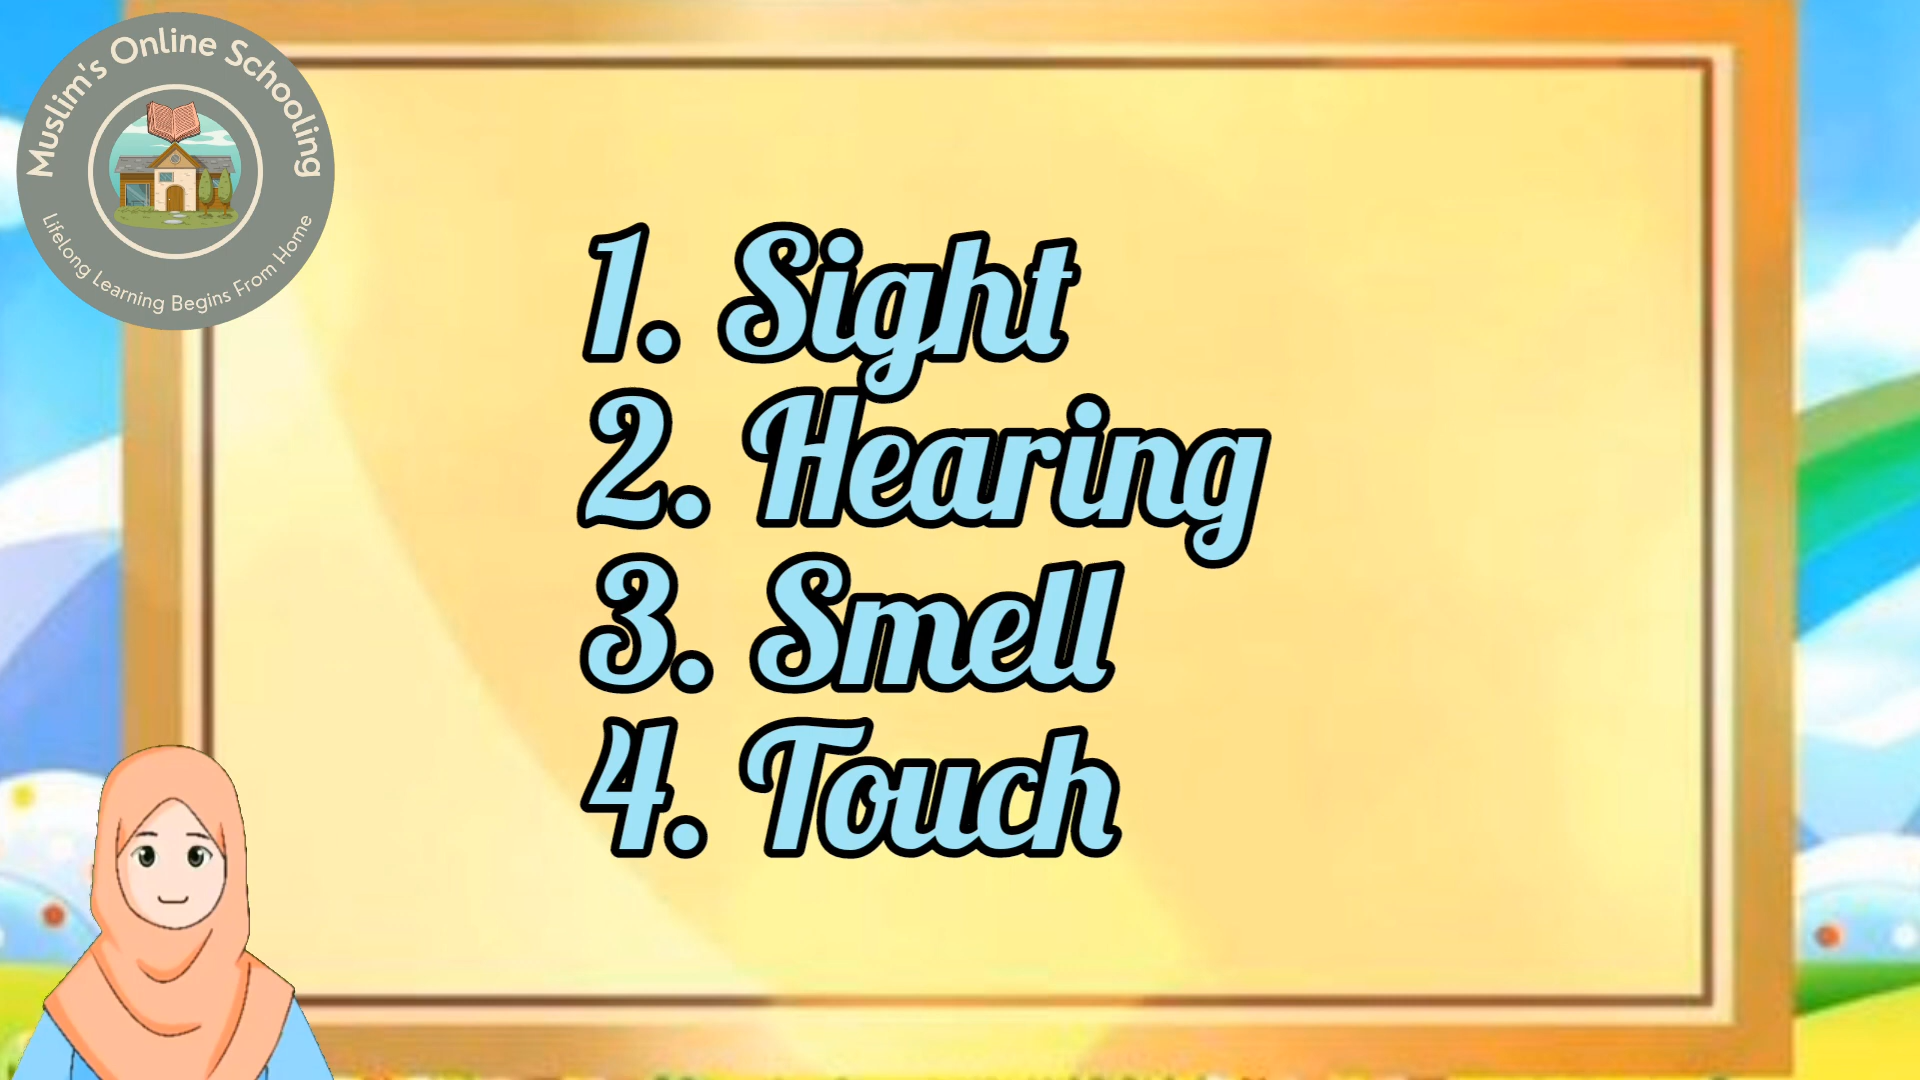 Muslim's Online Schooling
Lifelong Learning Begins From Home
1. Sight
2. Hearing
3. Smell
4. Touch